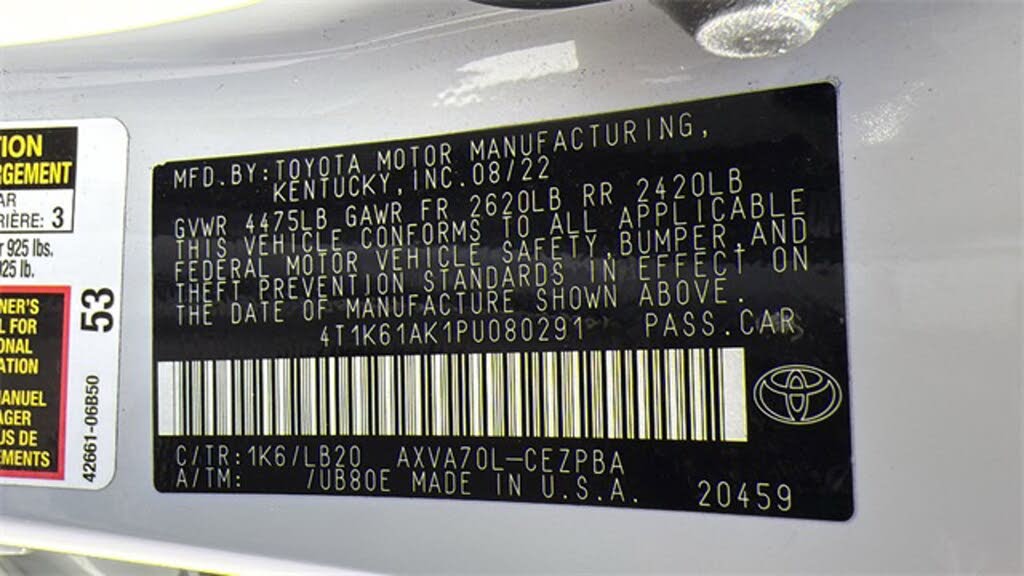 TION
RGEMENT
AR
RIÈRE: 3
r 925 lbs.
925 lb.
NER'S
L FOR
ONAL
ATION
MANUEL
AGER
US DE
MENTS
53
42661-06B50
MFD.BY:TOYOTA MOTOR MANUFACTURING,
KENTUCKY,INC.08/22
GVWR 4475LB GAWR FR 2620LB RR 2420LB
THIS VEHICLE CONFORMS TO ALL APPLICABLE
FEDERAL MOTOR VEHICLE SAFETY,BUMPER,AND
THEFT PREVENTION STANDARDS IN EFFECT ON
THE DATE OF MANUFACTURE SHOWN ABOVE.
4T1K61AK1PU080291 PASS.CAR
C/TR:1K6/LB20 AXVA70L-CEZPBA
A/TM: /UB80E MADE IN U.S.A. 20459